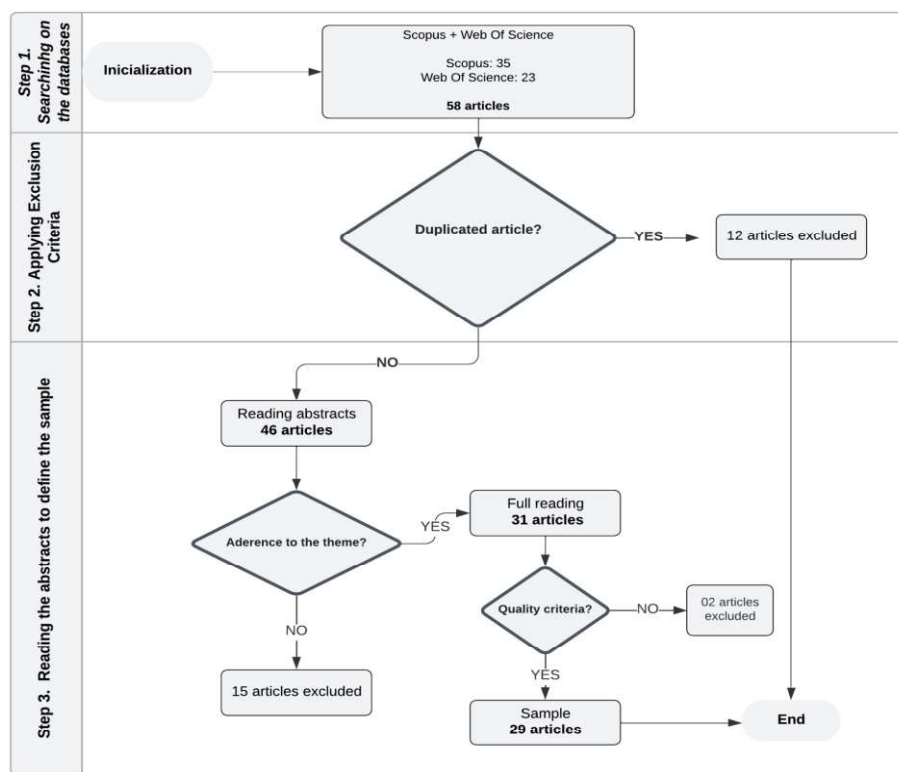 Step 1.
Searchinhg on
the databases
Inicialization
Scopus + Web Of Science
Scopus: 35
Web Of Science: 23
58 articles
Step 2. Applying Exclusion
Criteria
Duplicated article?
YES
12 articles excluded
Step 3. Reading the abstracts to define the sample
NO
Reading abstracts
46 articles
Aderence to the theme?
YES
Full reading
31 articles
NO
15 articles excluded
Quality criteria?
NO
02 articles
excluded
YES
Sample
29 articles
End